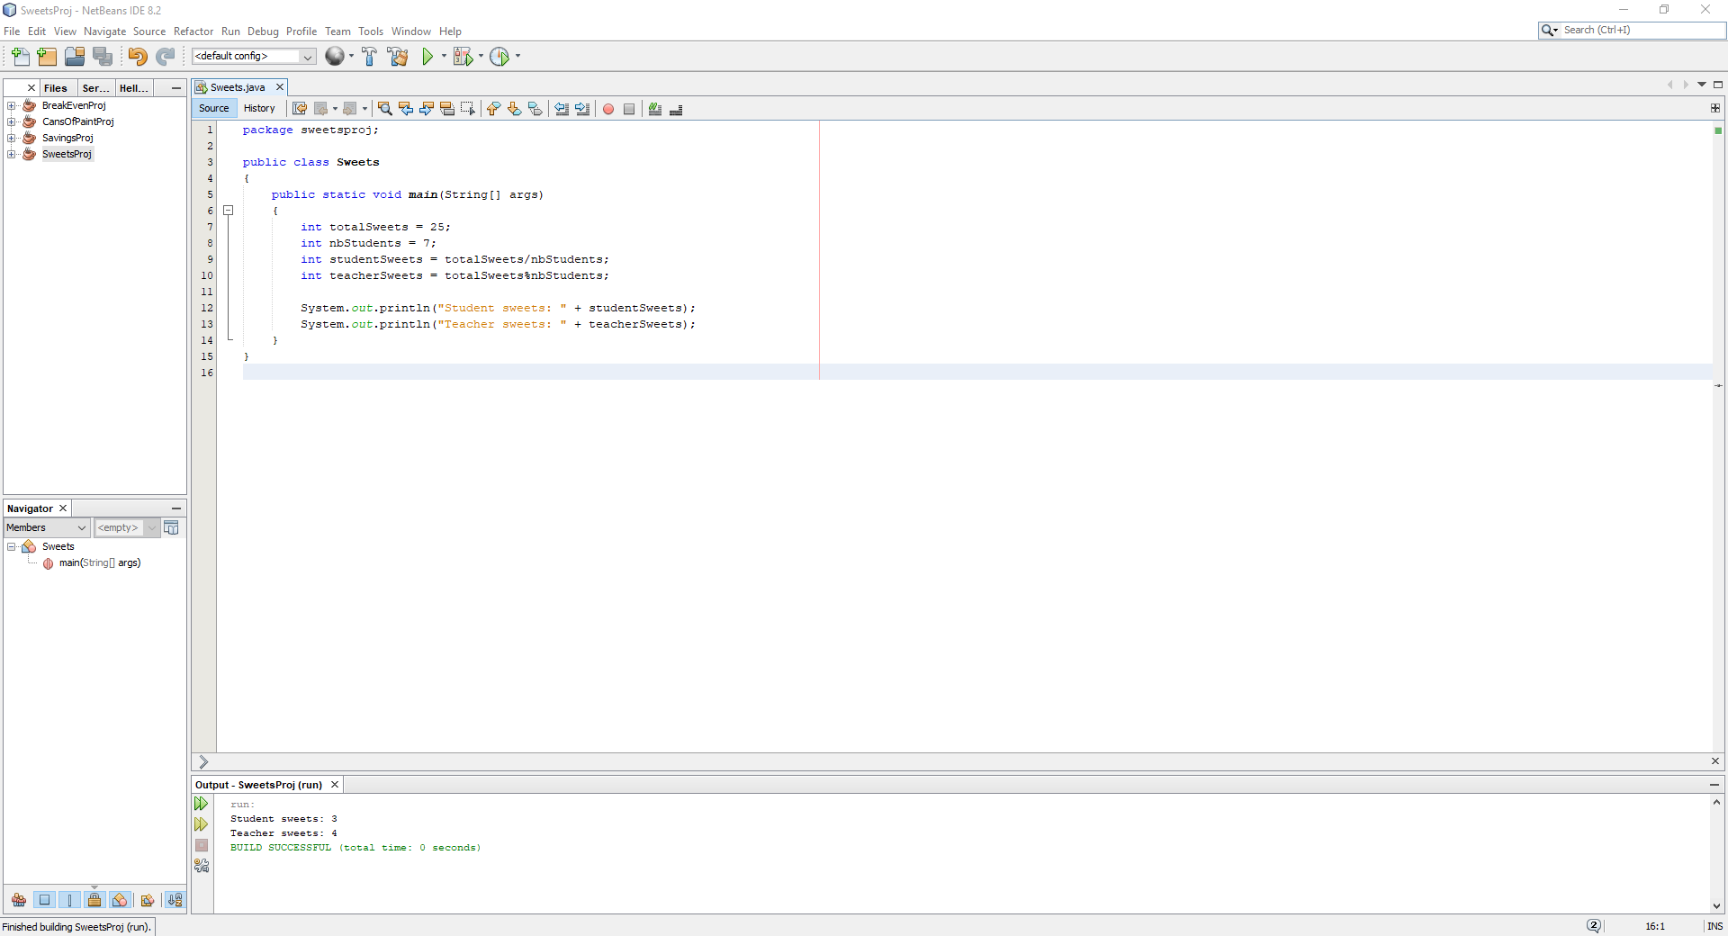 SweetsProj - NetBeans IDE 8.2
File Edit View Navigate Source Refactor Run Debug Profile Team Tools Window Help
Search (Ctrl+I)
<default config>
Files Ser... Hell...
BreakEvenProj
CansOfPaintProj
SavingsProj
SweetsProj
Sweets.java
Source History
1 package sweetsproj;
2
3 public class Sweets
4 {
5     public static void main(String[] args)
6     {
7         int totalSweets = 25;
8         int nbStudents = 7;
9         int studentSweets = totalSweets/nbStudents;
10         int teacherSweets = totalSweets%nbStudents;
11
12         System.out.println("Student sweets: " + studentSweets);
13         System.out.println("Teacher sweets: " + teacherSweets);
14     }
15 }
16
Navigator
Members <empty>
Sweets
main(String[] args)
Output - SweetsProj (run)
run:
Student sweets: 3
Teacher sweets: 4
BUILD SUCCESSFUL (total time: 0 seconds)
Finished building SweetsProj (run).
2 16:1 INS